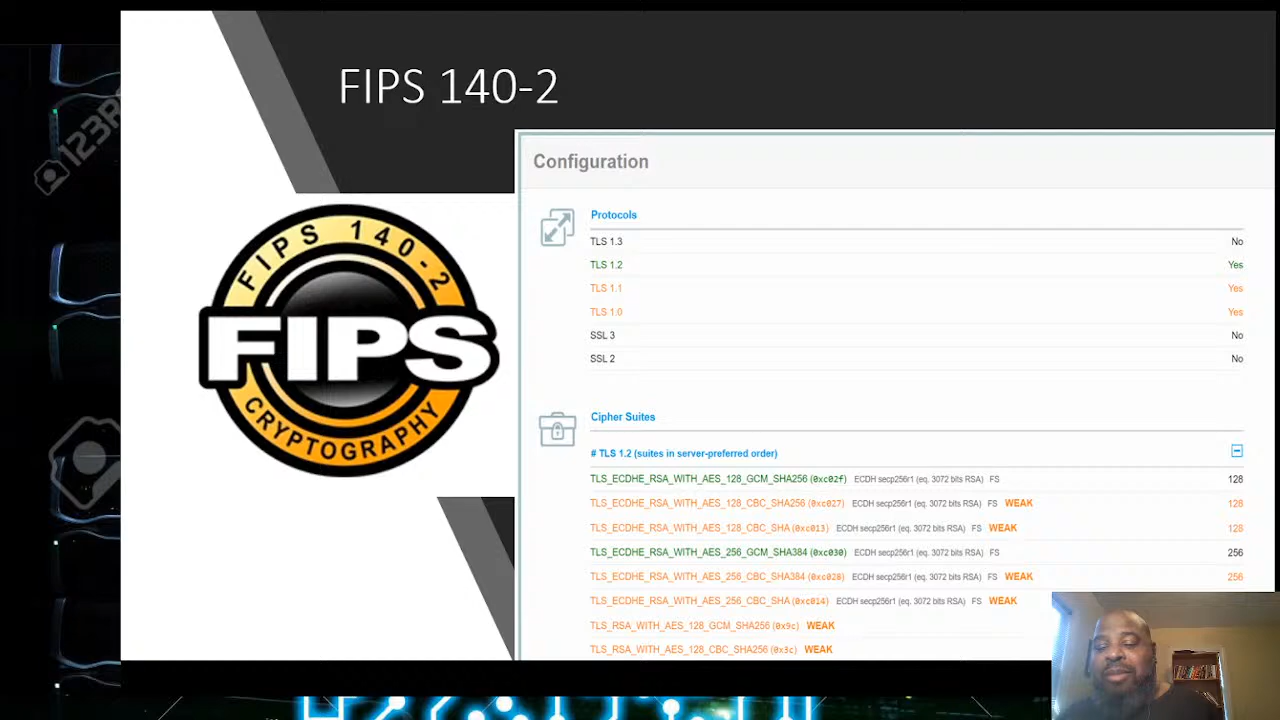 FIPS 140-2
123R
FIPS 140-2
FIPS
CRYPTOGRAPHY
Configuration
Protocols
TLS 1.3 No
TLS 1.2 Yes
TLS 1.1 Yes
TLS 1.0 Yes
SSL 3 No
SSL 2 No
Cipher Suites
# TLS 1.2 (suites in server-preferred order)
TLS_ECDHE_RSA_WITH_AES_128_GCM_SHA256 (0xc02f) ECDH secp256r1 (eq. 3072 bits RSA) FS 128
TLS_ECDHE_RSA_WITH_AES_128_CBC_SHA256 (0xc027) ECDH secp256r1 (eq. 3072 bits RSA) FS WEAK 128
TLS_ECDHE_RSA_WITH_AES_128_CBC_SHA (0xc013) ECDH secp256r1 (eq. 3072 bits RSA) FS WEAK 128
TLS_ECDHE_RSA_WITH_AES_256_GCM_SHA384 (0xc030) ECDH secp256r1 (eq. 3072 bits RSA) FS 256
TLS_ECDHE_RSA_WITH_AES_256_CBC_SHA384 (0xc028) ECDH secp256r1 (eq. 3072 bits RSA) FS WEAK 256
TLS_ECDHE_RSA_WITH_AES_256_CBC_SHA (0xc014) ECDH secp256r1 (eq. 3072 bits RSA) FS WEAK
TLS_RSA_WITH_AES_128_GCM_SHA256 (0x9c) WEAK
TLS_RSA_WITH_AES_128_CBC_SHA256 (0x3c) WEAK